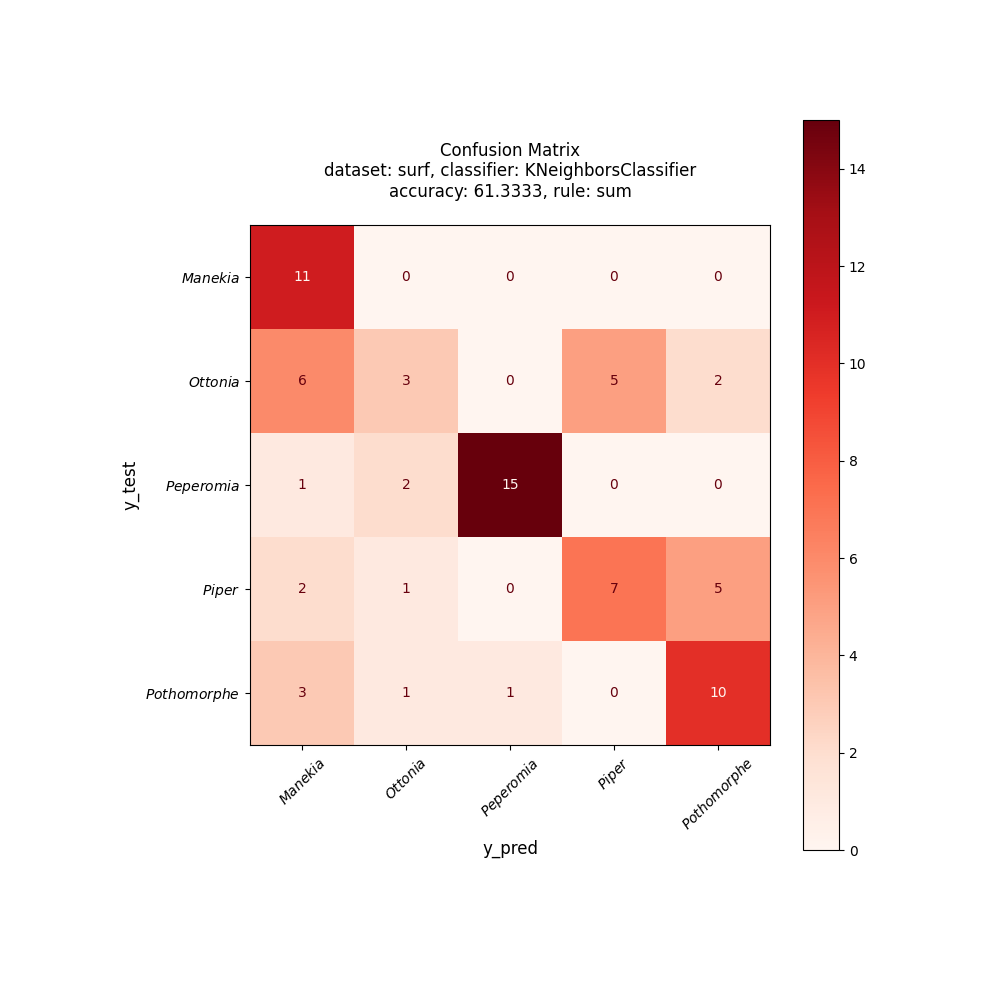 Confusion Matrix
dataset: surf, classifier: KNeighborsClassifier
accuracy: 61.3333, rule: sum
Manekia 11 0 0 0 0
Ottonia 6 3 0 5 2
Peperomia 1 2 15 0 0
Piper 2 1 0 7 5
Pothomorphe 3 1 1 0 10
Manekia Ottonia Peperomia Piper Pothomorphe
y_pred
y_test
14
12
10
8
6
4
2
0